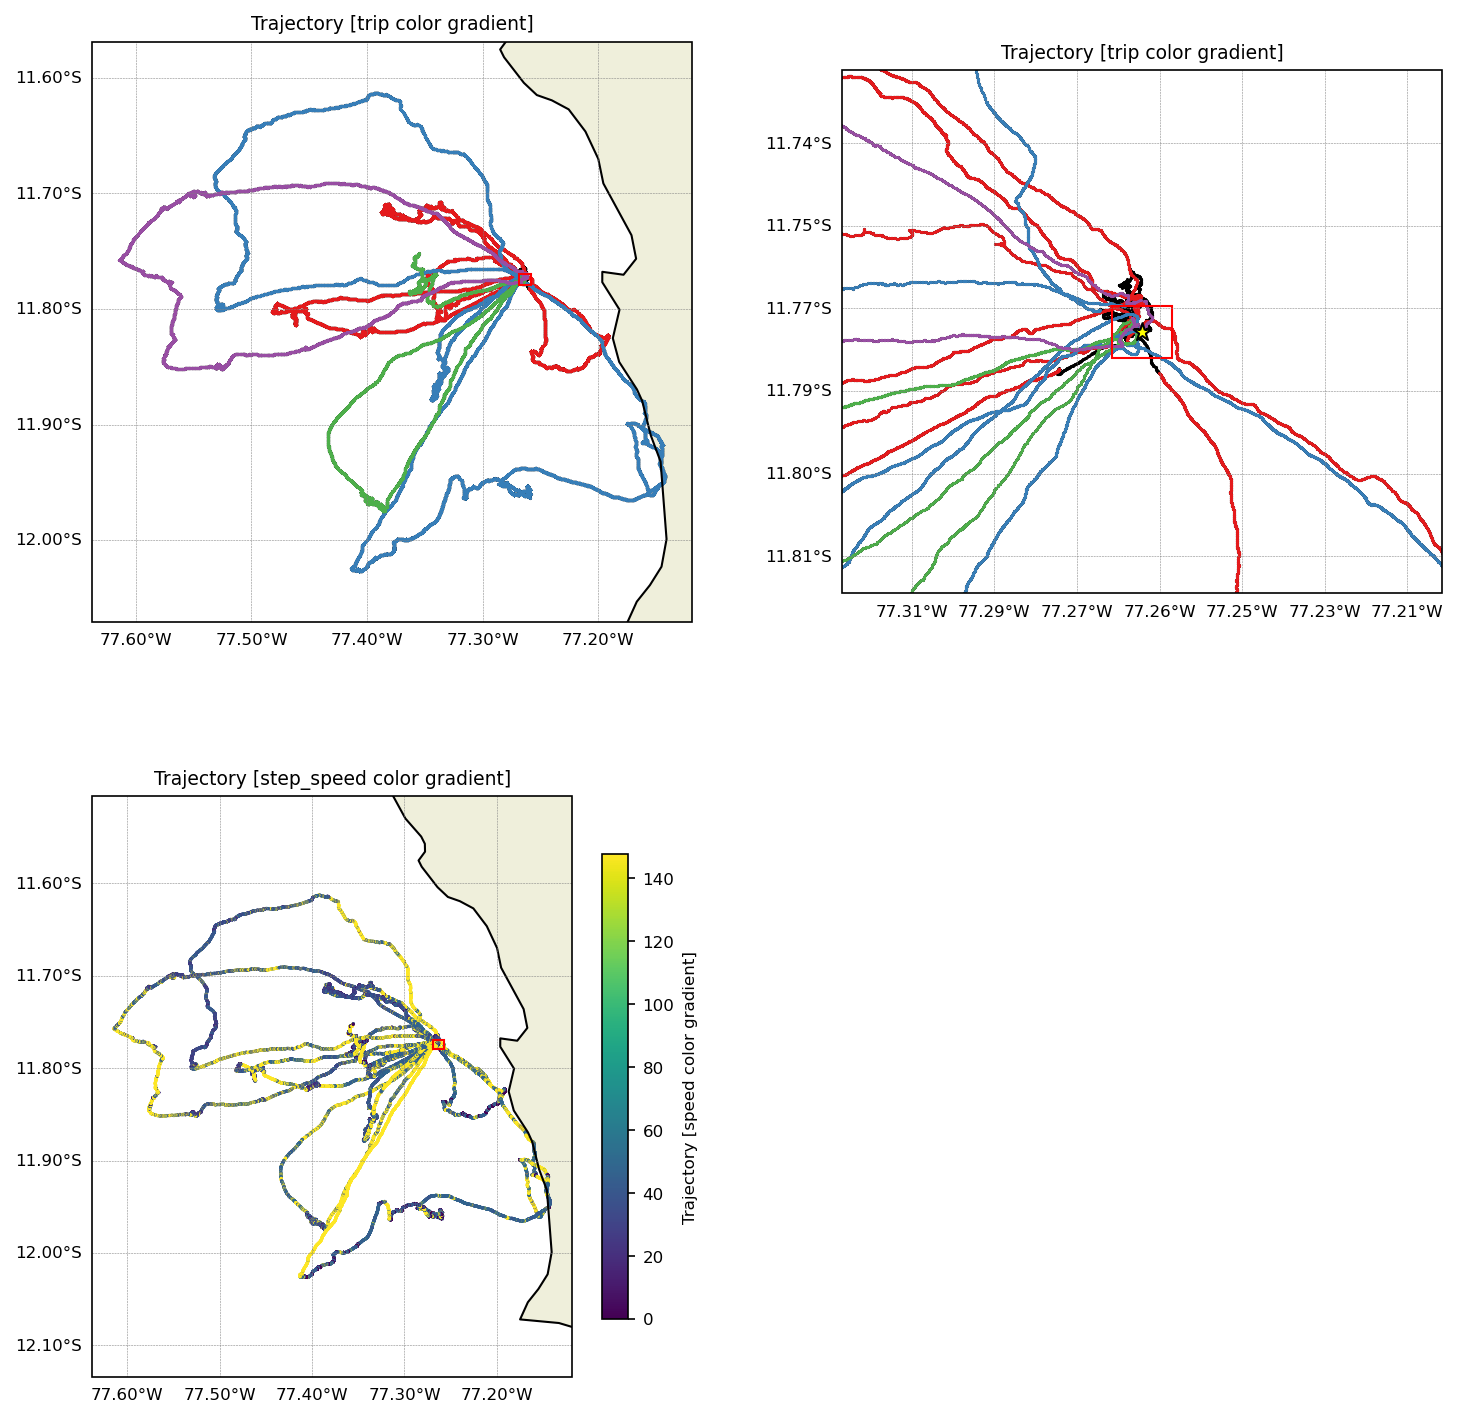 Trajectory [trip color gradient]
11.60°S
11.70°S
11.80°S
11.90°S
12.00°S
77.60°W 77.50°W 77.40°W 77.30°W 77.20°W
Trajectory [trip color gradient]
11.74°S
11.75°S
11.77°S
11.79°S
11.80°S
11.81°S
77.31°W 77.29°W 77.27°W 77.26°W 77.25°W 77.23°W 77.21°W
Trajectory [step_speed color gradient]
11.60°S
11.70°S
11.80°S
11.90°S
12.00°S
12.10°S
77.60°W 77.50°W 77.40°W 77.30°W 77.20°W
140
120
100
80
60
40
20
0
Trajectory [speed color gradient]